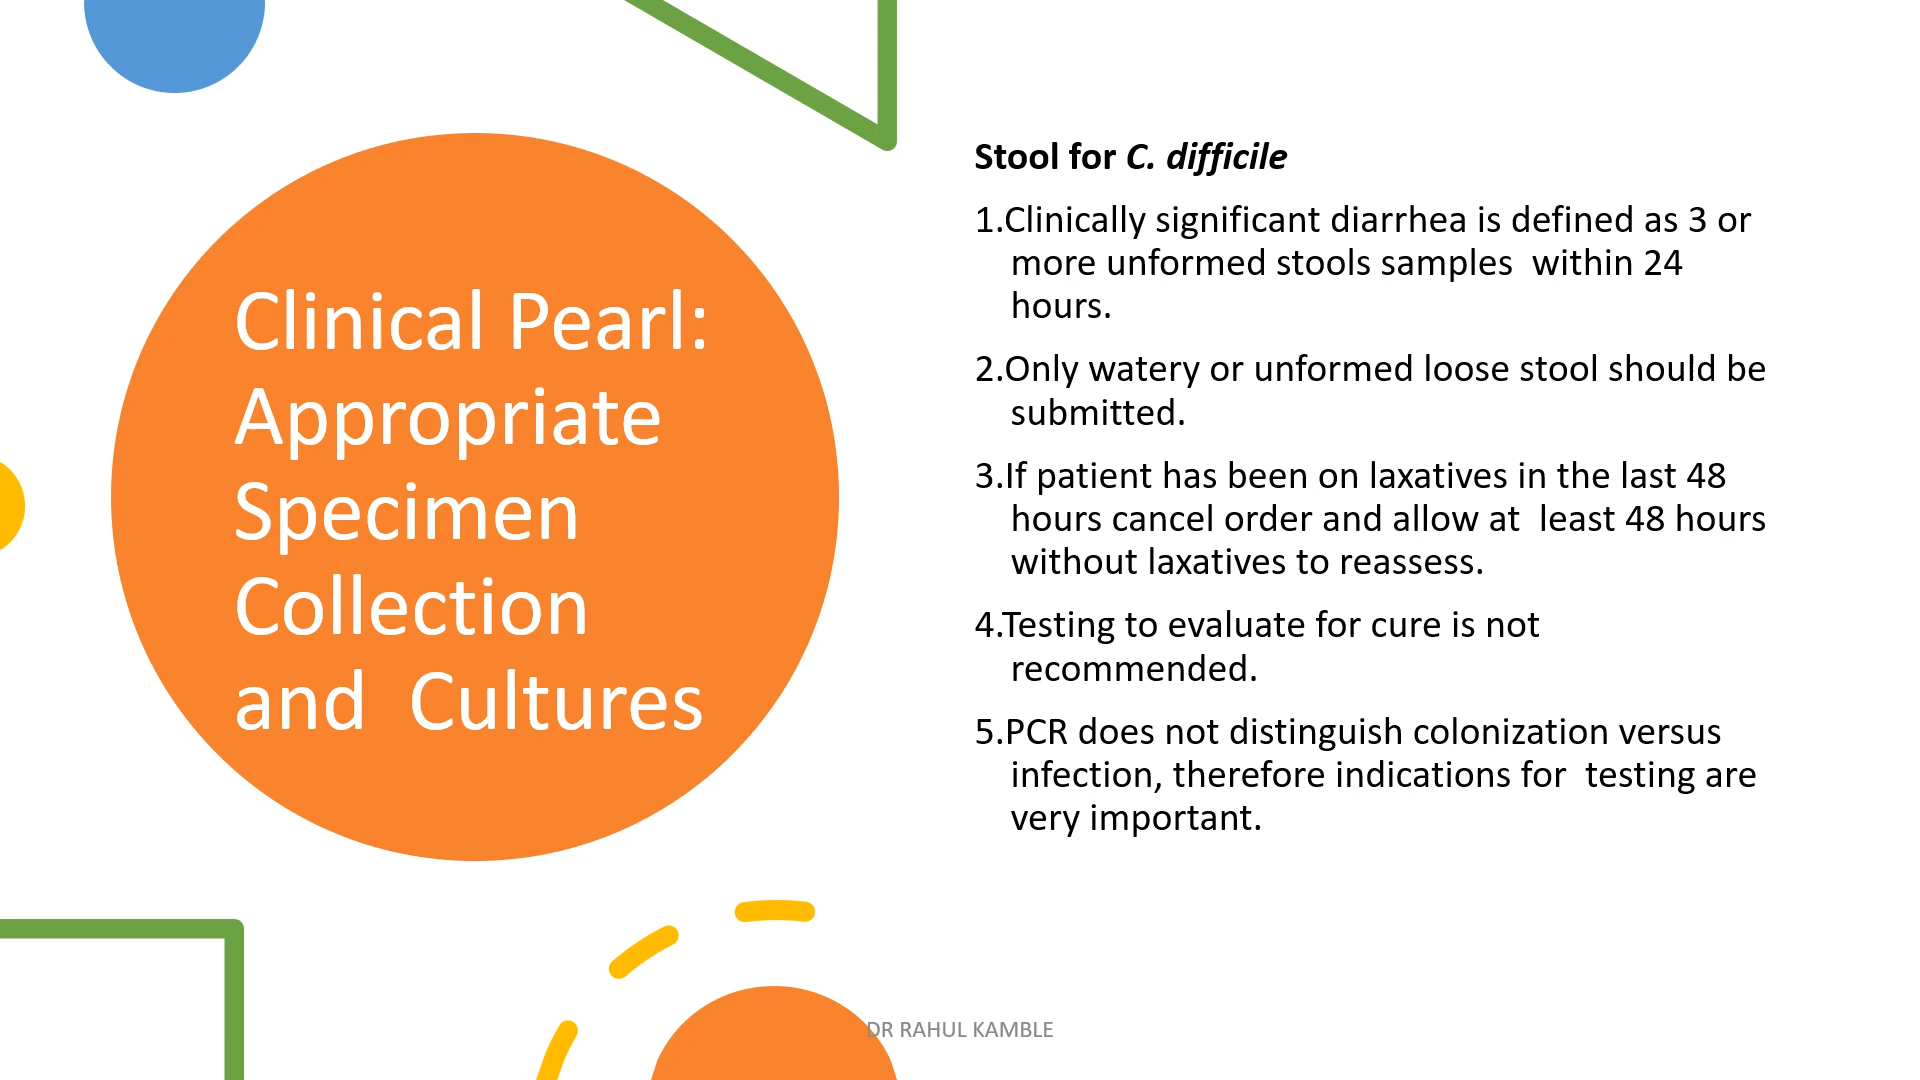 Clinical Pearl:
Appropriate
Specimen
Collection
and  Cultures
Stool for C. difficile
1.Clinically significant diarrhea is defined as 3 or
more unformed stools samples  within 24
hours.
2.Only watery or unformed loose stool should be
submitted.
3.If patient has been on laxatives in the last 48
hours cancel order and allow at  least 48 hours
without laxatives to reassess.
4.Testing to evaluate for cure is not
recommended.
5.PCR does not distinguish colonization versus
infection, therefore indications for  testing are
very important.
DR RAHUL KAMBLE